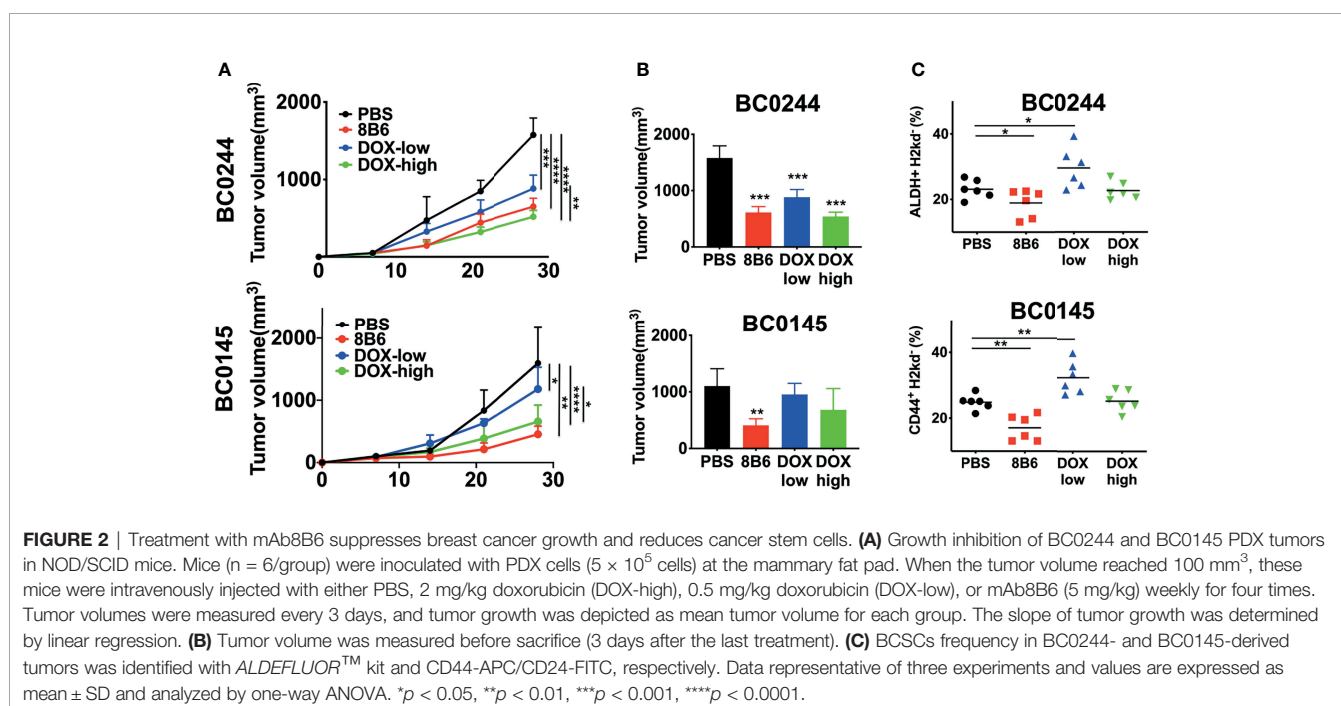 A
BC0244
Tumor volume(mm³)
2000
1000
0
PBS
8B6
DOX-low
DOX-high
***
****
****
**
0
10
20
30
BC0145
Tumor volume(mm³)
2000
1000
0
PBS
8B6
DOX-low
DOX-high
*
**
****
*
0
10
20
30
B
BC0244
Tumor volume(mm³)
2000
1000
0
***
***
***
PBS
8B6
DOX low
DOX high
BC0145
Tumor volume(mm³)
2000
1000
0
**
PBS
8B6
DOX low
DOX high
C
BC0244
ALDH+ H2kd⁻ (%)
40
20
*
*
PBS
8B6
DOX low
DOX high
BC0145
CD44⁺ H2kd⁻ (%)
40
20
**
**
PBS
8B6
DOX low
DOX high
FIGURE 2 | Treatment with mAb8B6 suppresses breast cancer growth and reduces cancer stem cells. (A) Growth inhibition of BC0244 and BC0145 PDX tumors
in NOD/SCID mice. Mice (n = 6/group) were inoculated with PDX cells (5 × 10⁵ cells) at the mammary fat pad. When the tumor volume reached 100 mm³, these
mice were intravenously injected with either PBS, 2 mg/kg doxorubicin (DOX-high), 0.5 mg/kg doxorubicin (DOX-low), or mAb8B6 (5 mg/kg) weekly for four times.
Tumor volumes were measured every 3 days, and tumor growth was depicted as mean tumor volume for each group. The slope of tumor growth was determined
by linear regression. (B) Tumor volume was measured before sacrifice (3 days after the last treatment). (C) BCSCs frequency in BC0244- and BC0145-derived
tumors was identified with ALDEFLUOR™ kit and CD44-APC/CD24-FITC, respectively. Data representative of three experiments and values are expressed as
mean ± SD and analyzed by one-way ANOVA. *p < 0.05, **p < 0.01, ***p < 0.001, ****p < 0.0001.